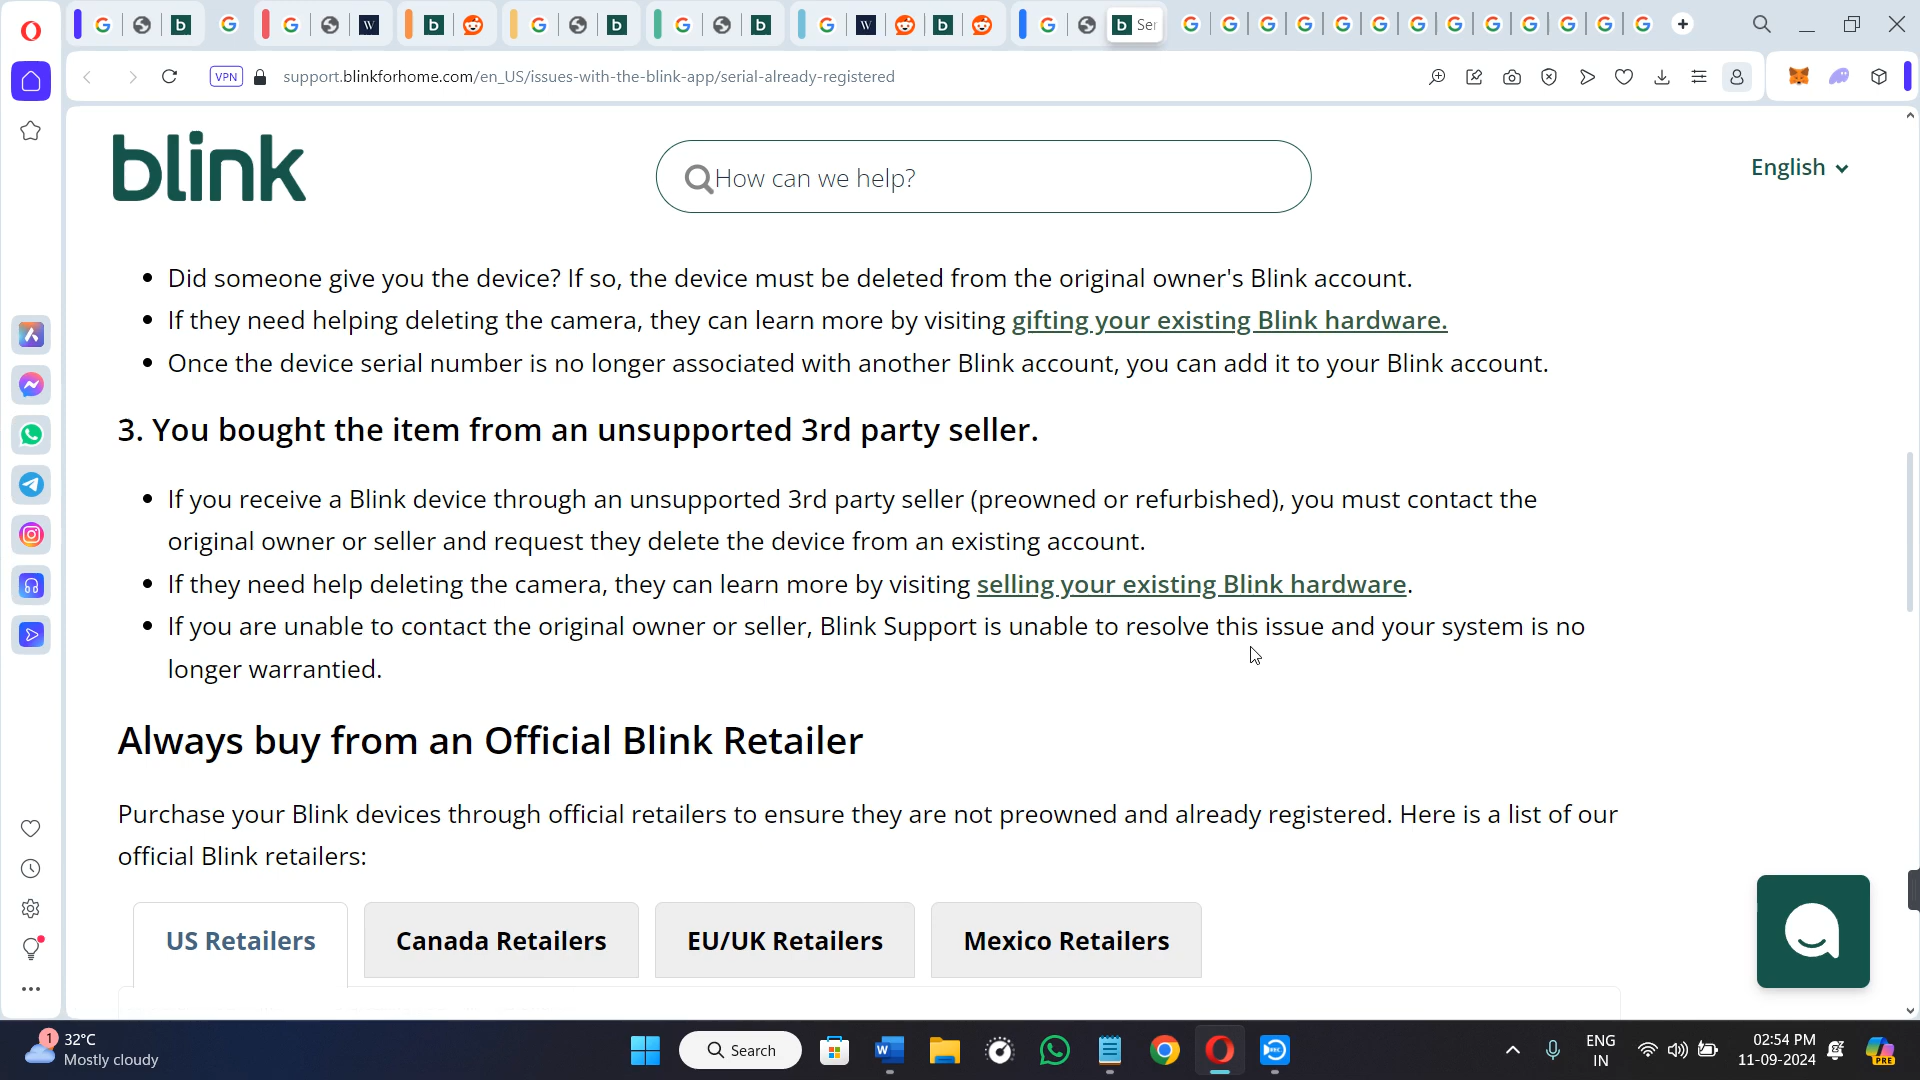 Ser
VPN
support.blinkforhome.com/en_US/issues-with-the-blink-app/serial-already-registered
blink
How can we help?
English
Did someone give you the device? If so, the device must be deleted from the original owner's Blink account.
If they need helping deleting the camera, they can learn more by visiting gifting your existing Blink hardware.
Once the device serial number is no longer associated with another Blink account, you can add it to your Blink account.
3. You bought the item from an unsupported 3rd party seller.
If you receive a Blink device through an unsupported 3rd party seller (preowned or refurbished), you must contact the
original owner or seller and request they delete the device from an existing account.
If they need help deleting the camera, they can learn more by visiting selling your existing Blink hardware.
If you are unable to contact the original owner or seller, Blink Support is unable to resolve this issue and your system is no
longer warrantied.
Always buy from an Official Blink Retailer
Purchase your Blink devices through official retailers to ensure they are not preowned and already registered. Here is a list of our
official Blink retailers:
US Retailers
Canada Retailers
EU/UK Retailers
Mexico Retailers
1
32°C
Mostly cloudy
Search
ENG
IN
02:54 PM
11-09-2024
PRE